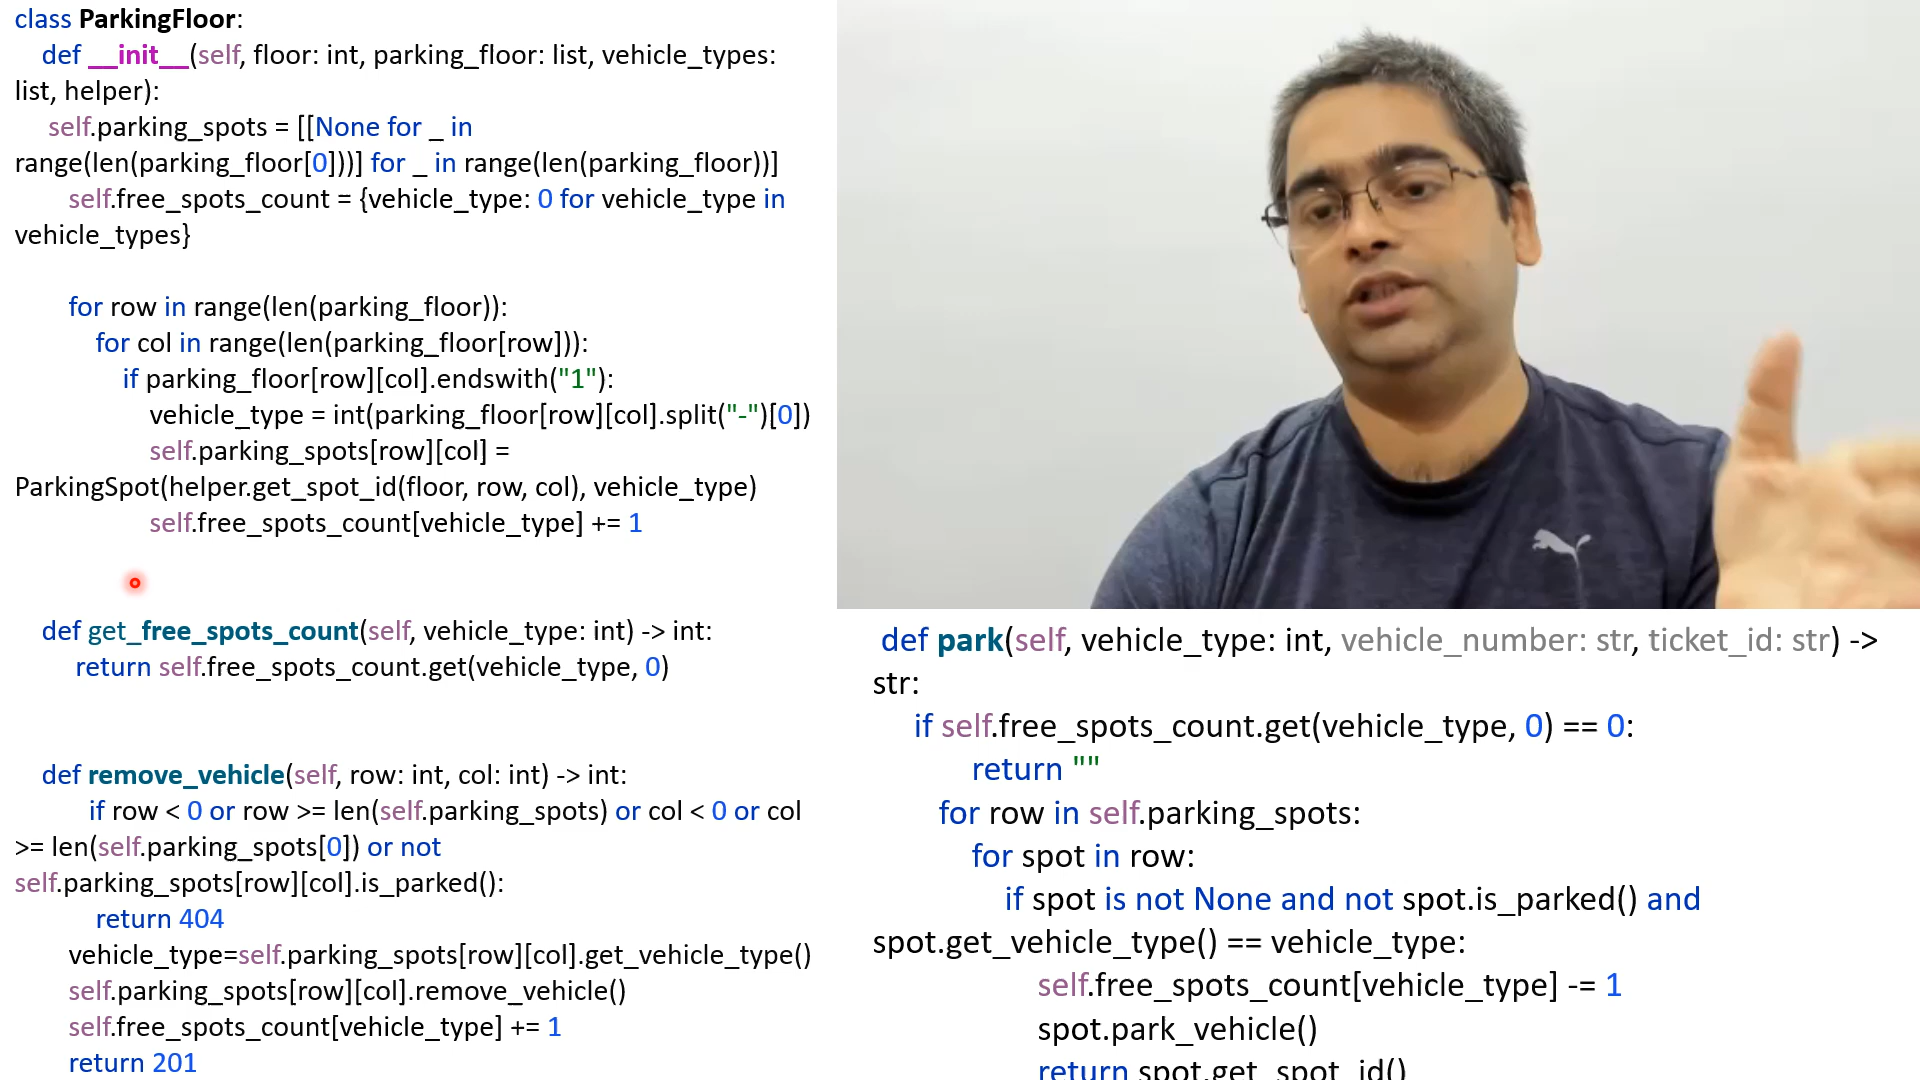 class ParkingFloor:
def __init__(self, floor: int, parking_floor: list, vehicle_types:
list, helper):
self.parking_spots = [[None for _ in
range(len(parking_floor[0]))] for _ in range(len(parking_floor))]
self.free_spots_count = {vehicle_type: 0 for vehicle_type in
vehicle_types}
for row in range(len(parking_floor)):
for col in range(len(parking_floor[row])):
if parking_floor[row][col].endswith("1"):
vehicle_type = int(parking_floor[row][col].split("-")[0])
self.parking_spots[row][col] =
ParkingSpot(helper.get_spot_id(floor, row, col), vehicle_type)
self.free_spots_count[vehicle_type] += 1
def get_free_spots_count(self, vehicle_type: int) -> int:
return self.free_spots_count.get(vehicle_type, 0)
def remove_vehicle(self, row: int, col: int) -> int:
if row < 0 or row >= len(self.parking_spots) or col < 0 or col
>= len(self.parking_spots[0]) or not
self.parking_spots[row][col].is_parked():
return 404
vehicle_type=self.parking_spots[row][col].get_vehicle_type()
self.parking_spots[row][col].remove_vehicle()
self.free_spots_count[vehicle_type] += 1
return 201
def park(self, vehicle_type: int, vehicle_number: str, ticket_id: str) ->
str:
if self.free_spots_count.get(vehicle_type, 0) == 0:
return ""
for row in self.parking_spots:
for spot in row:
if spot is not None and not spot.is_parked() and
spot.get_vehicle_type() == vehicle_type:
self.free_spots_count[vehicle_type] -= 1
spot.park_vehicle()
return spot.get_spot_id()